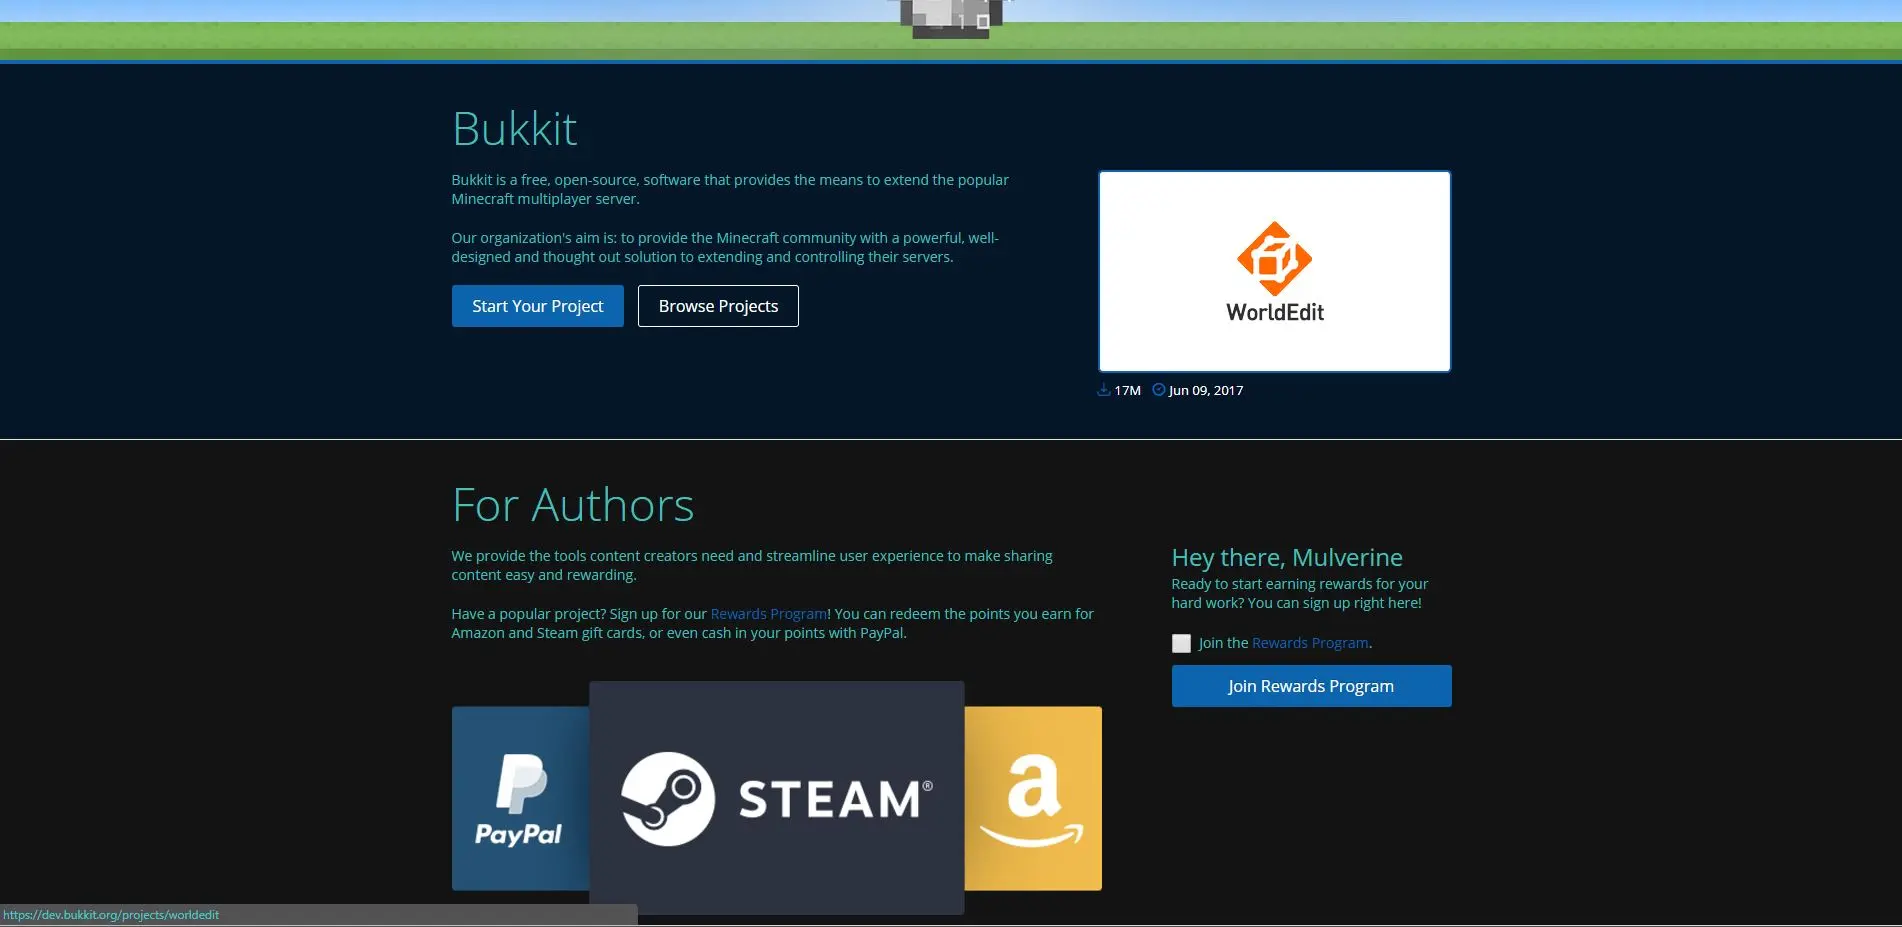 Bukkit
Bukkit is a free, open-source, software that provides the means to extend the popular
Minecraft multiplayer server.
Our organization's aim is: to provide the Minecraft community with a powerful, well-
designed and thought out solution to extending and controlling their servers.
Start Your Project
Browse Projects
WorldEdit
17M Jun 09, 2017
For Authors
We provide the tools content creators need and streamline user experience to make sharing
content easy and rewarding.
Have a popular project? Sign up for our Rewards Program! You can redeem the points you earn for
Amazon and Steam gift cards, or even cash in your points with PayPal.
Hey there, Mulverine
Ready to start earning rewards for your
hard work? You can sign up right here!
Join the Rewards Program.
Join Rewards Program
PayPal
STEAM®
a
https://dev.bukkit.org/projects/worldedit